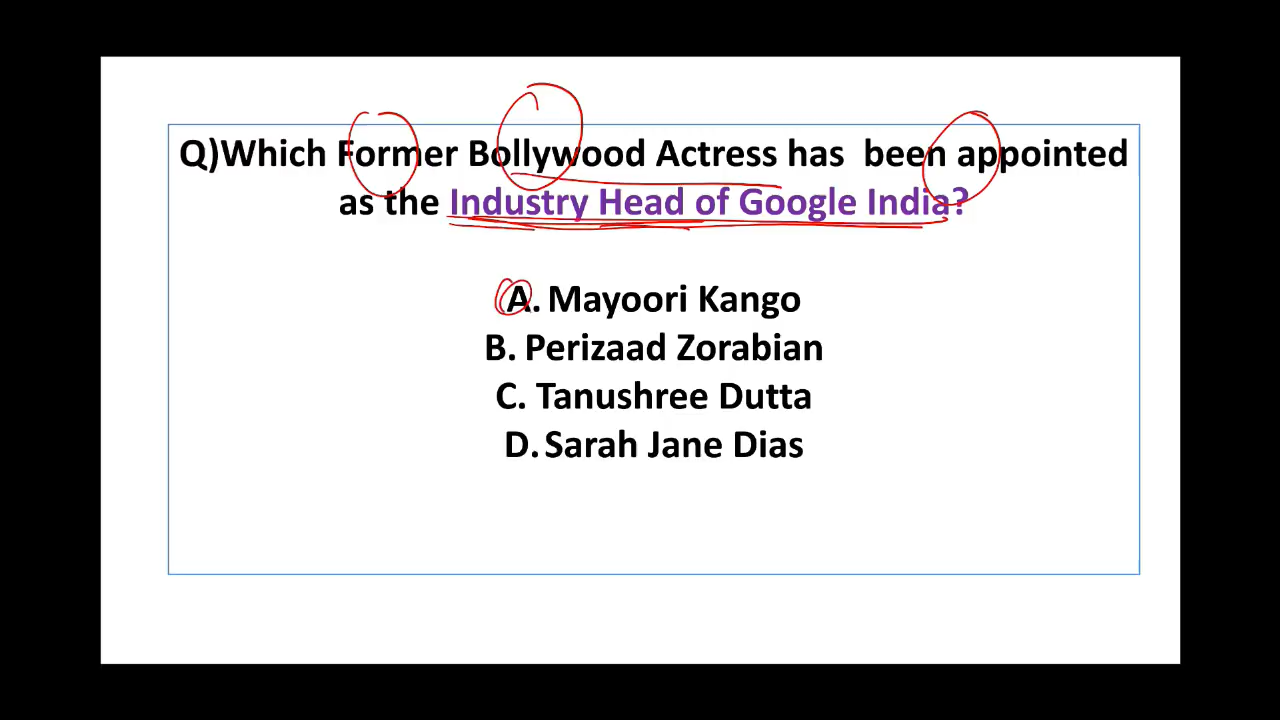 Q)Which Former Bollywood Actress has been appointed
as the Industry Head of Google India?
A. Mayoori Kango
B. Perizaad Zorabian
C. Tanushree Dutta
D. Sarah Jane Dias